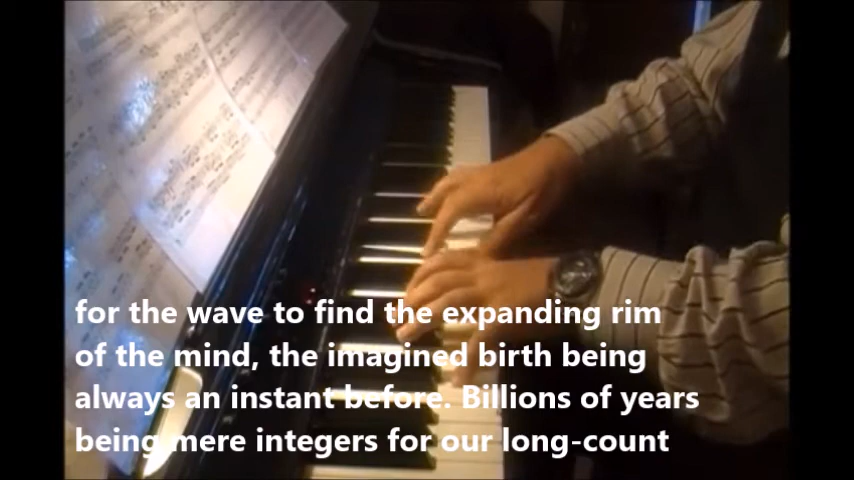 for the wave to find the expanding rim
of the mind, the imagined birth being
always an instant before. Billions of years
being mere integers for our long-count